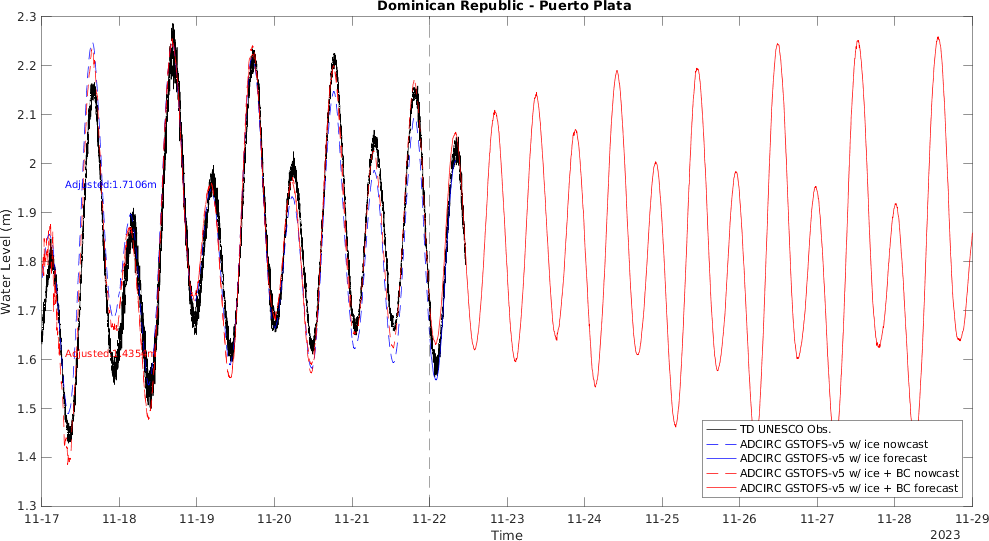 Dominican Republic - Puerto Plata
Water Level (m)
2.3
2.2
2.1
2
1.9
1.8
1.7
1.6
1.5
1.4
1.3
Adjusted:1.7106m
TD UNESCO Obs.
ADCIRC GSTOFS-v5 w/ ice nowcast
ADCIRC GSTOFS-v5 w/ ice forecast
ADCIRC GSTOFS-v5 w/ ice + BC nowcast
ADCIRC GSTOFS-v5 w/ ice + BC forecast
11-17 11-18 11-19 11-20 11-21 11-22 11-23 11-24 11-25 11-26 11-27 11-28 11-29
Time
2023